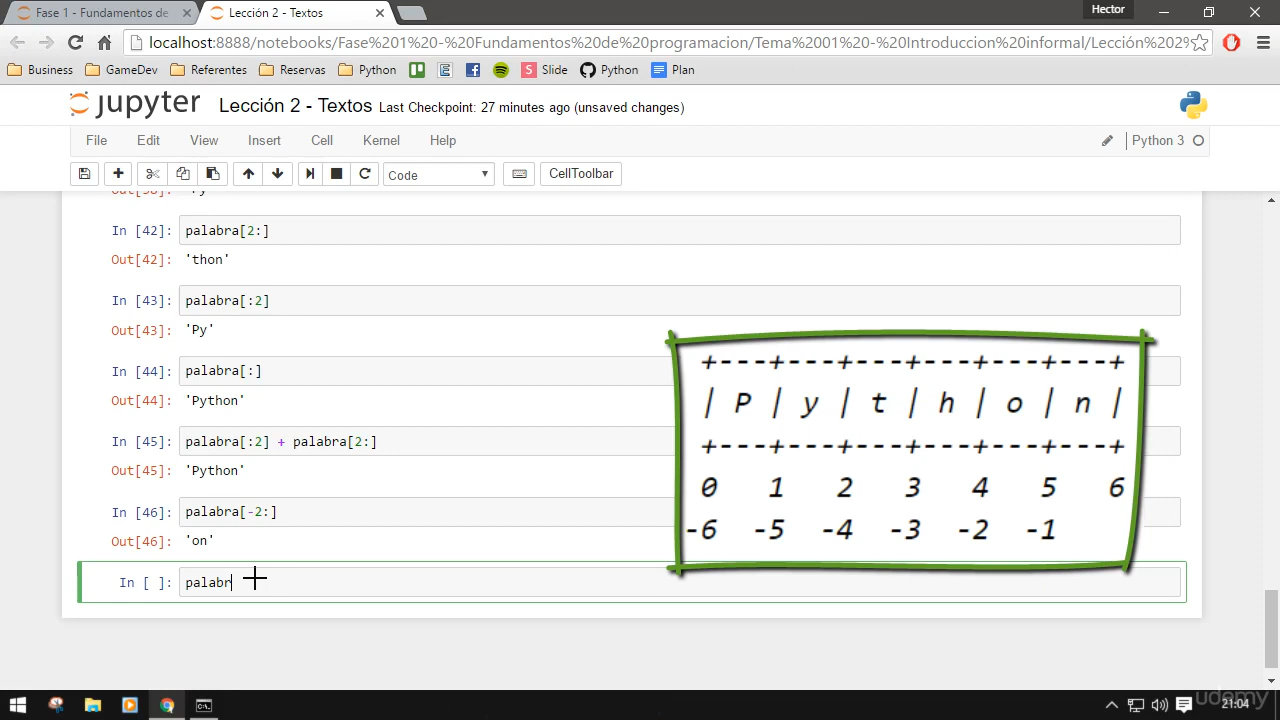 Fase 1 - Fundamentos de
Lección 2 - Textos
Hector
localhost:8888/notebooks/Fase%201%20-%20Fundamentos%20de%20programacion/Tema%2001%20-%20Introduccion%20informal/Lección%202%
Business
GameDev
Referentes
Reservas
Python
Slide
Python
Plan
jupyter Lección 2 - Textos Last Checkpoint: 27 minutes ago (unsaved changes)
File Edit View Insert Cell Kernel Help
Python 3
Code
CellToolbar
In [42]: palabra[2:]
Out[42]: 'thon'
In [43]: palabra[:2]
Out[43]: 'Py'
In [44]: palabra[:]
Out[44]: 'Python'
In [45]: palabra[:2] + palabra[2:]
Out[45]: 'Python'
In [46]: palabra[-2:]
Out[46]: 'on'
In [ ]: palabr
+---+---+---+---+---+---+
| P | y | t | h | o | n |
+---+---+---+---+---+---+
0 1 2 3 4 5 6
-6 -5 -4 -3 -2 -1
udemy
21:04